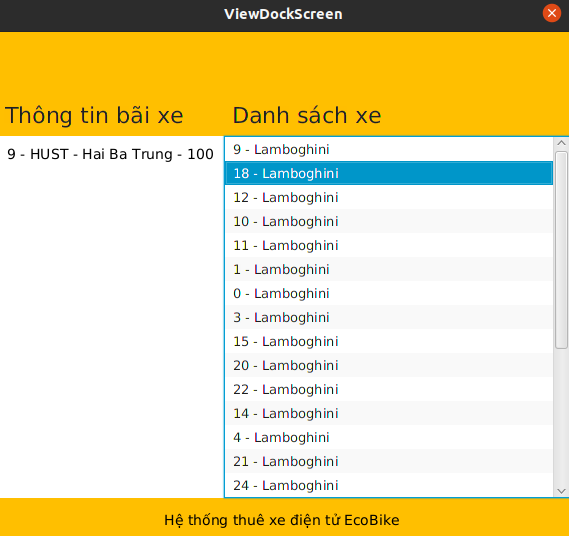 ViewDockScreen
Thông tin bãi xe
Danh sách xe
9 - HUST - Hai Ba Trung - 100
9 - Lamboghini
18 - Lamboghini
12 - Lamboghini
10 - Lamboghini
11 - Lamboghini
1 - Lamboghini
0 - Lamboghini
3 - Lamboghini
15 - Lamboghini
20 - Lamboghini
22 - Lamboghini
14 - Lamboghini
4 - Lamboghini
21 - Lamboghini
24 - Lamboghini
Hệ thống thuê xe điện tử EcoBike